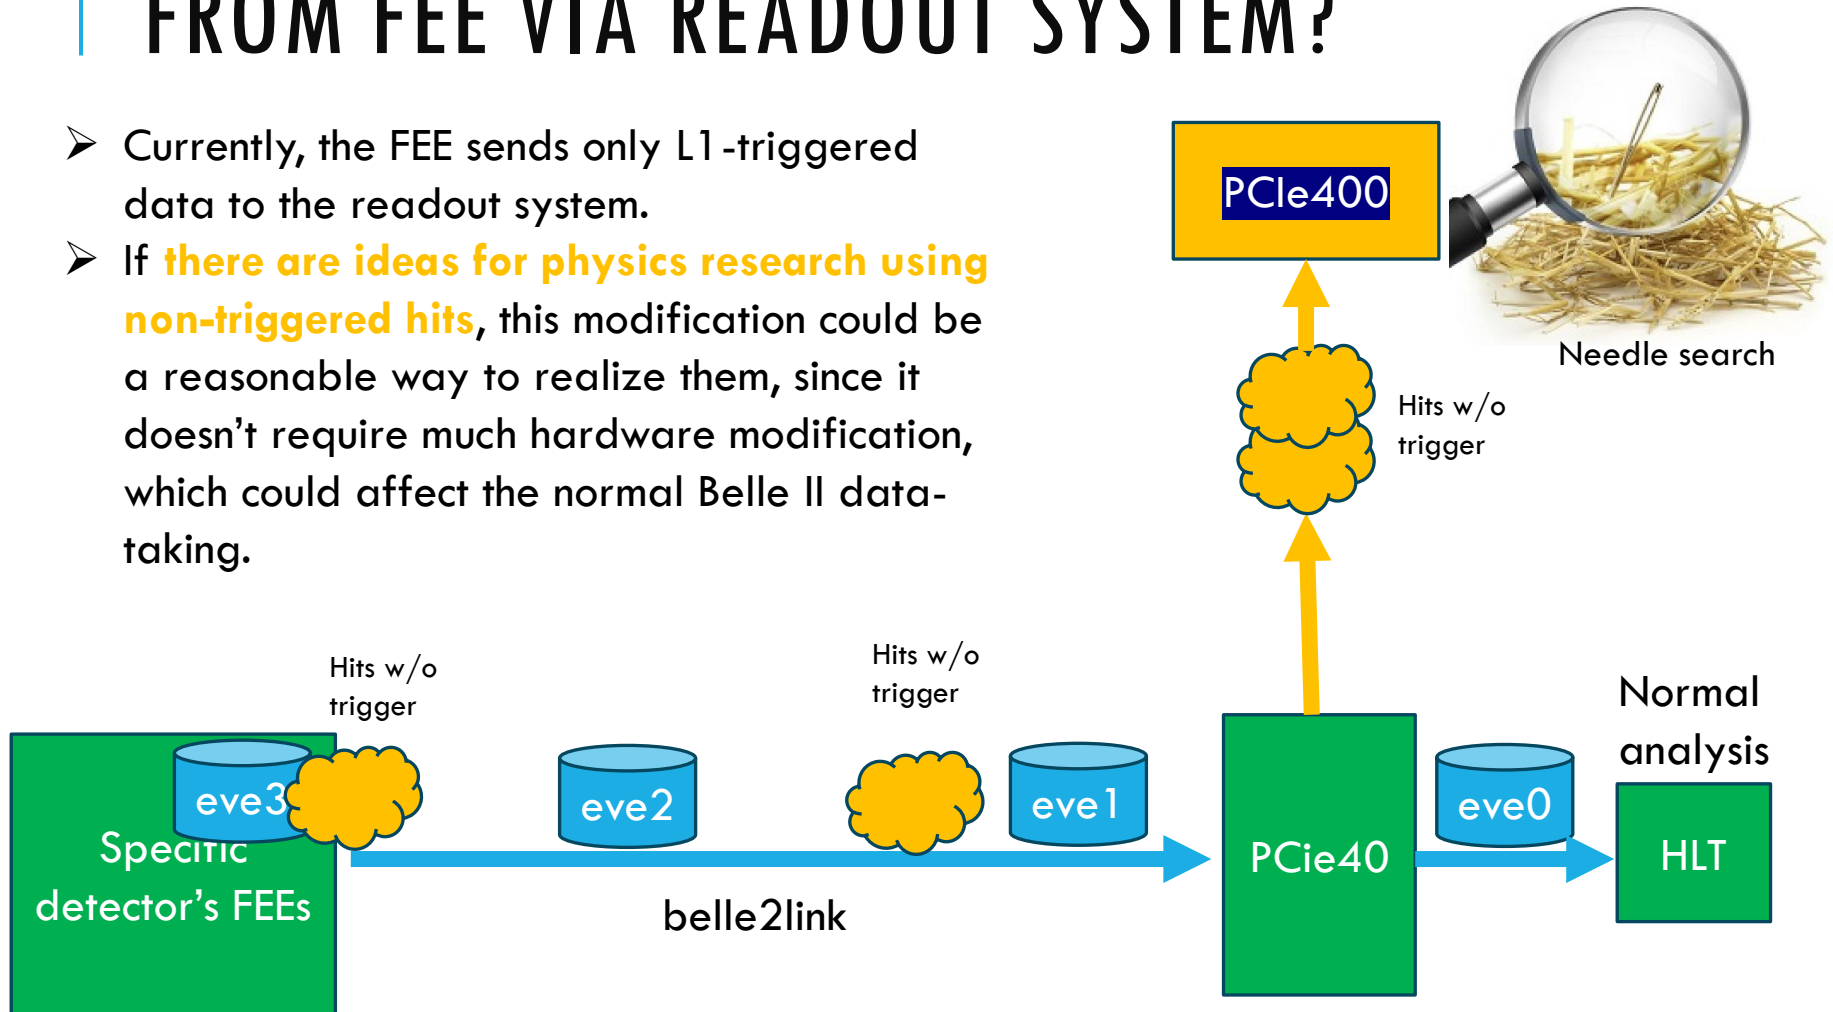 FROM FEE VIA READOUT SYSTEM?
➢ Currently, the FEE sends only L1-triggered
data to the readout system.
➢ If there are ideas for physics research using
non-triggered hits, this modification could be
a reasonable way to realize them, since it
doesn't require much hardware modification,
which could affect the normal Belle II data-
taking.
PCIe400
Needle search
Hits w/o
trigger
Hits w/o
trigger
Hits w/o
trigger
Normal
analysis
eve3
eve2
eve1
eve0
Specific
detector's FEEs
PCie40
HLT
belle2link